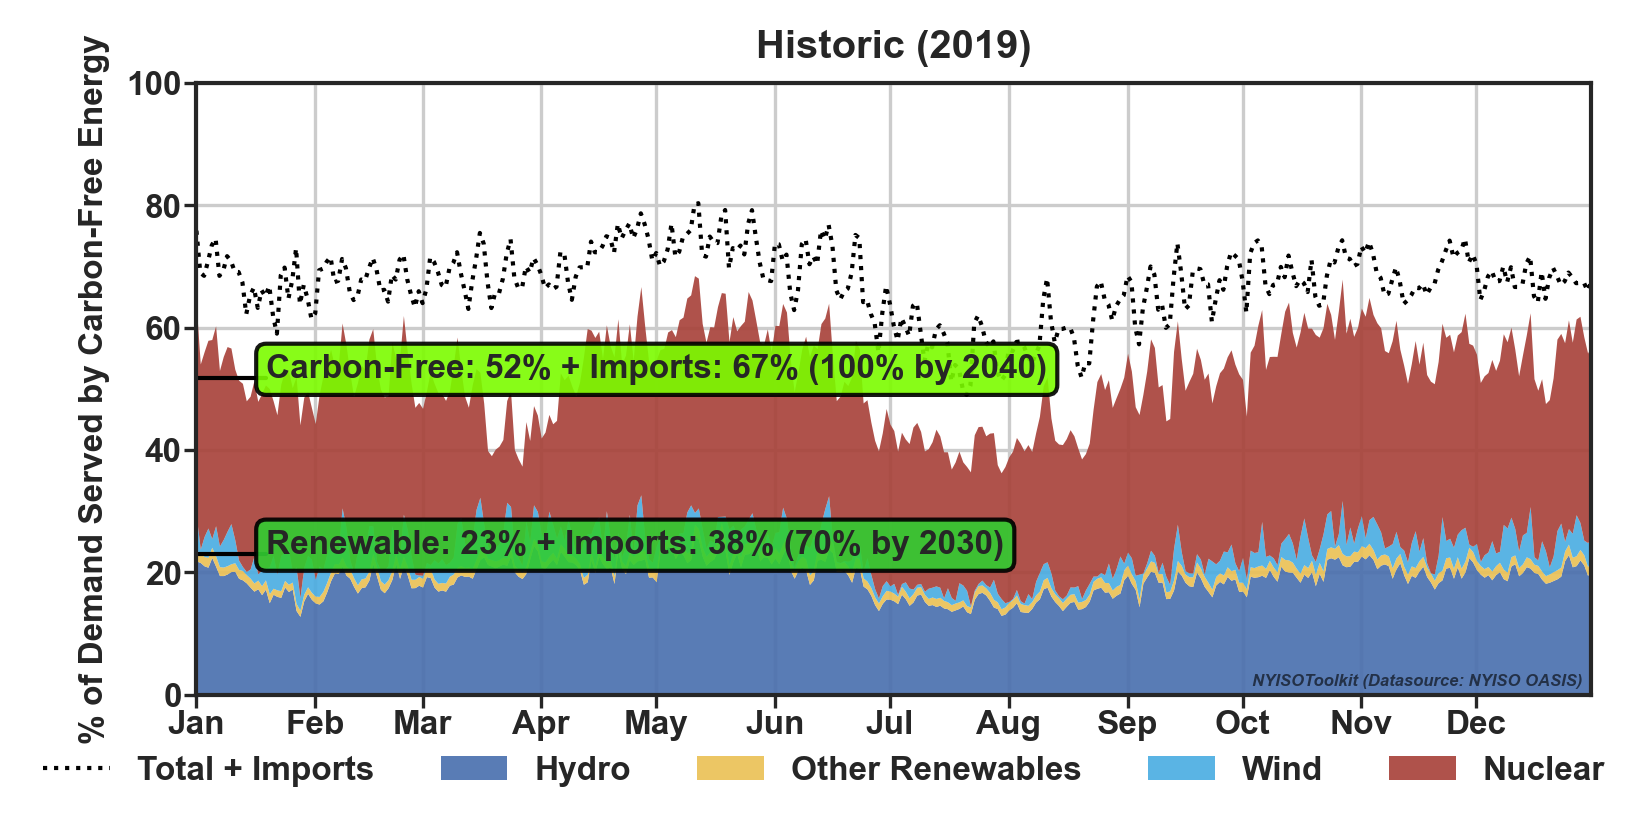 Historic (2019)
% of Demand Served by Carbon-Free Energy
100
80
60
40
20
0
Carbon-Free: 52% + Imports: 67% (100% by 2040)
Renewable: 23% + Imports: 38% (70% by 2030)
NYISOToolkit (Datasource: NYISO OASIS)
Jan Feb Mar Apr May Jun Jul Aug Sep Oct Nov Dec
Total + Imports Hydro Other Renewables Wind Nuclear